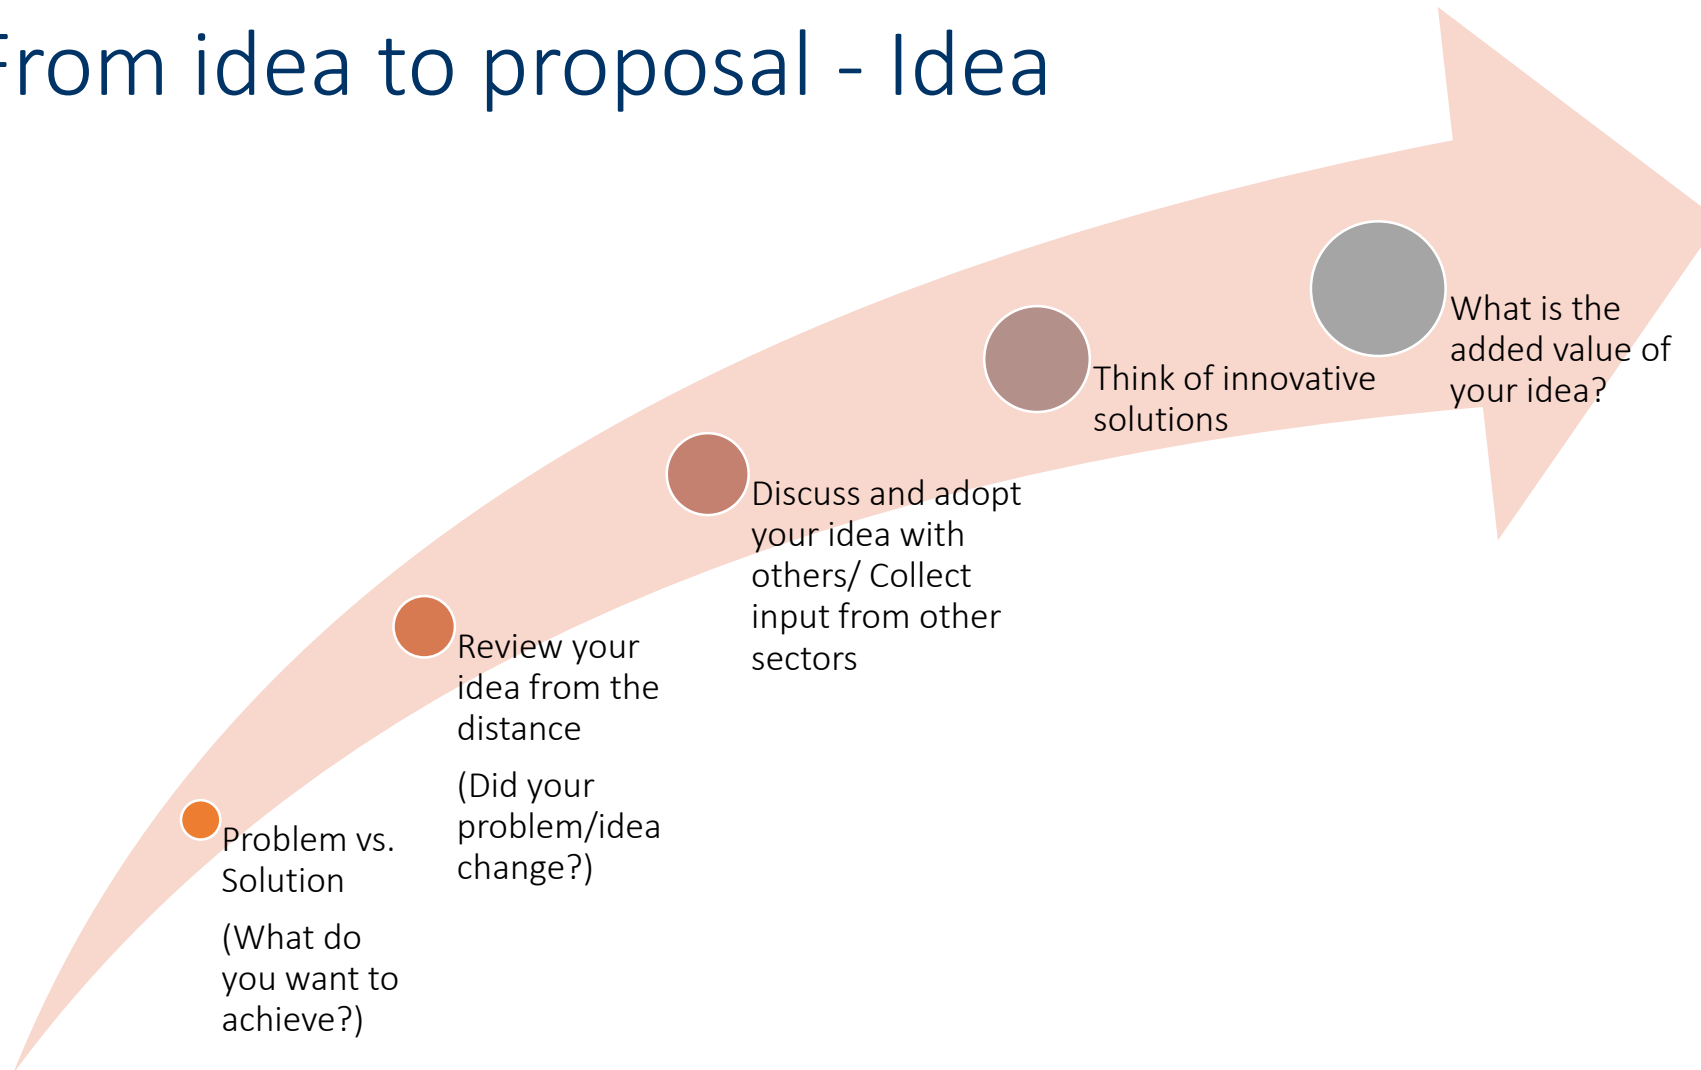 From idea to proposal - Idea
What is the
added value of
your idea?
Think of innovative
solutions
Discuss and adopt
your idea with
others/ Collect
input from other
sectors
Review your
idea from the
distance
(Did your
problem/idea
change?)
Problem vs.
Solution
(What do
you want to
achieve?)